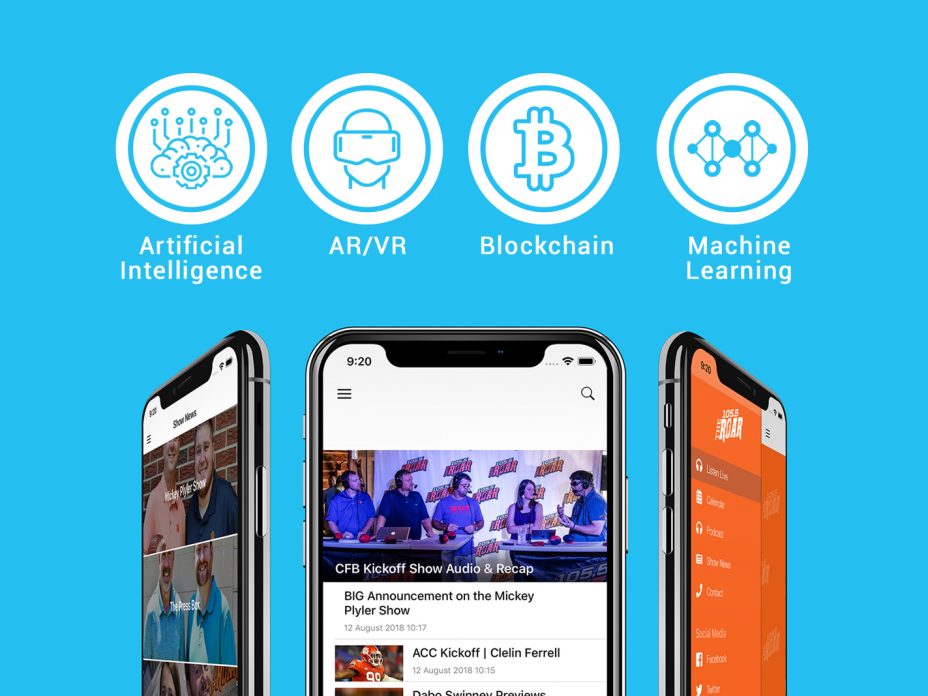 Artificial
Intelligence
AR/VR
Blockchain
Machine
Learning
9:20
Show News
Mickey Plyler Show
The Press Box
9:20
CFB Kickoff Show Audio & Recap
BIG Announcement on the Mickey
Plyler Show
12 August 2018 10:17
ACC Kickoff | Clelin Ferrell
12 August 2018 10:15
Dabo Swinney Previews
9:20
105.5
THE ROAR
Listen Live
Calendar
Podcast
Show News
Contact
Social Media
Facebook
Twitter